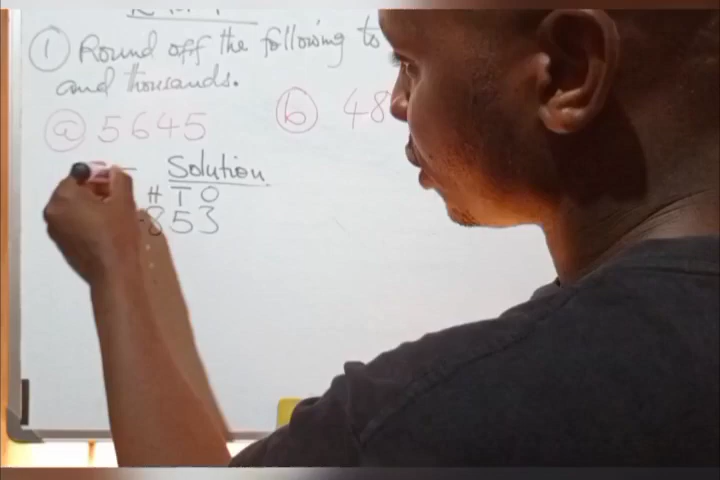 ① Round off the following to
and thousands.
ⓐ 5645 ⓑ 48
Solution
H T O
853